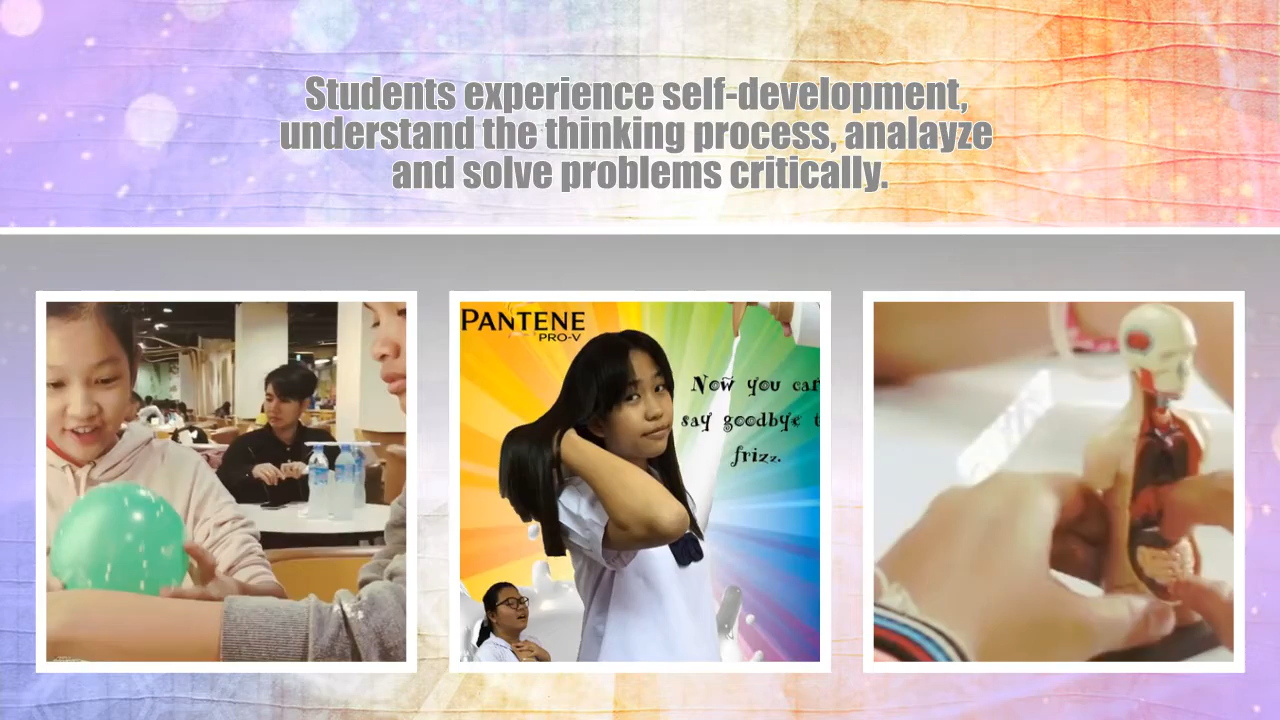 Students experience self-development,
understand the thinking process, analayze
and solve problems critically.
PANTENE
PRO-V
Now you can
say goodbye t
frizz.